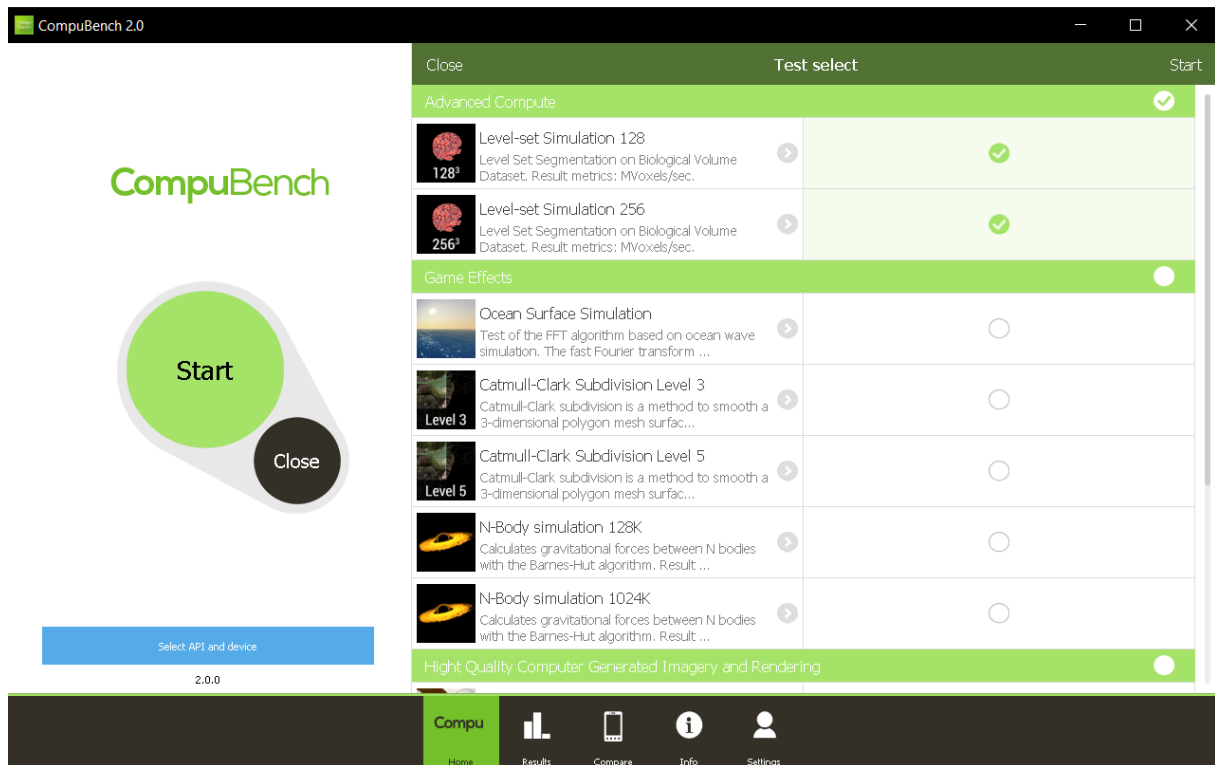 CompuBench 2.0
Close
Test select
Start
CompuBench
Start
Close
Select API and device
2.0.0
Advanced Compute
128³
Level-set Simulation 128
Level Set Segmentation on Biological Volume
Dataset. Result metrics: MVoxels/sec.
256³
Level-set Simulation 256
Level Set Segmentation on Biological Volume
Dataset. Result metrics: MVoxels/sec.
Game Effects
Ocean Surface Simulation
Test of the FFT algorithm based on ocean wave
simulation. The fast Fourier transform ...
Level 3
Catmull-Clark Subdivision Level 3
Catmull-Clark subdivision is a method to smooth a
3-dimensional polygon mesh surfac...
Level 5
Catmull-Clark Subdivision Level 5
Catmull-Clark subdivision is a method to smooth a
3-dimensional polygon mesh surfac...
N-Body simulation 128K
Calculates gravitational forces between N bodies
with the Barnes-Hut algorithm. Result ...
N-Body simulation 1024K
Calculates gravitational forces between N bodies
with the Barnes-Hut algorithm. Result ...
Hight Quality Computer Generated Imagery and Rendering
Compu
Home
Results
Compare
Info
Settings